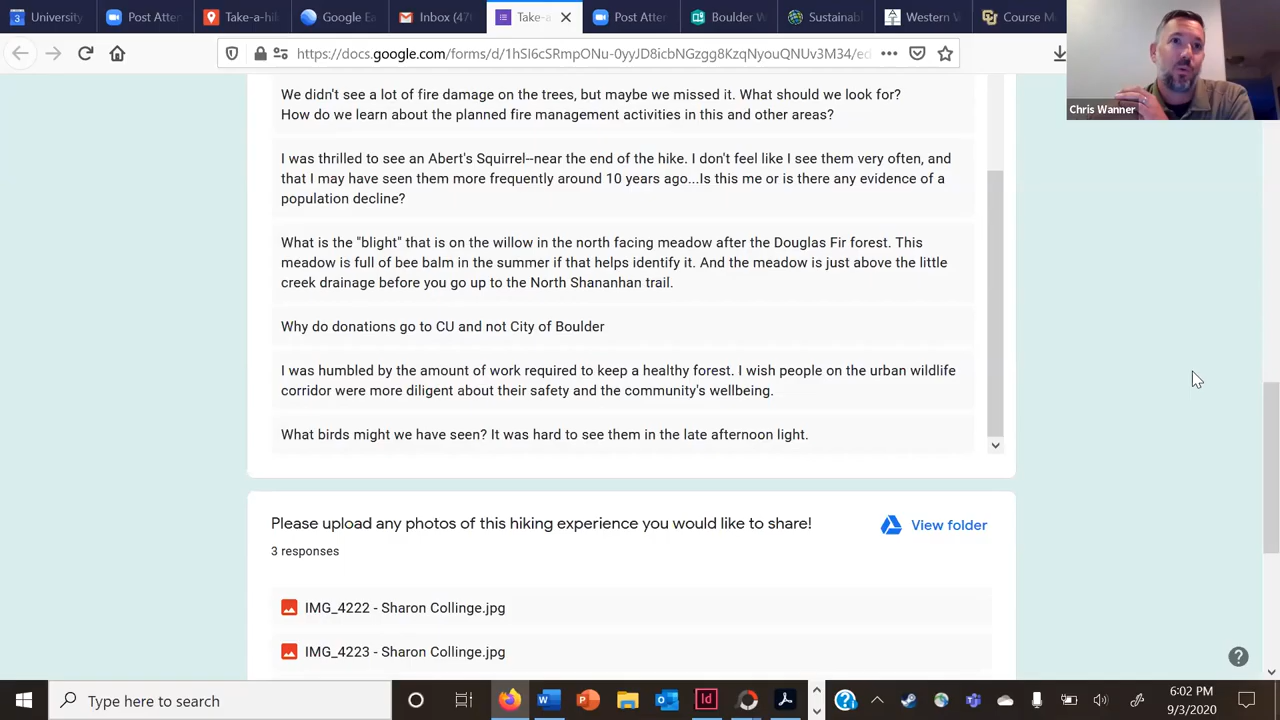 University
Post Atten
Take-a-hik
Google Ea
Inbox (47
Take-a
Post Atter
Boulder W
Sustainab
Western V
Course M
https://docs.google.com/forms/d/1hSl6cSRmpONu-0yyJD8icbNGzgg8KzqNyouQNUv3M34/ed
Chris Wanner
We didn't see a lot of fire damage on the trees, but maybe we missed it. What should we look for?
How do we learn about the planned fire management activities in this and other areas?
I was thrilled to see an Abert's Squirrel--near the end of the hike. I don't feel like I see them very often, and
that I may have seen them more frequently around 10 years ago...Is this me or is there any evidence of a
population decline?
What is the "blight" that is on the willow in the north facing meadow after the Douglas Fir forest. This
meadow is full of bee balm in the summer if that helps identify it. And the meadow is just above the little
creek drainage before you go up to the North Shananhan trail.
Why do donations go to CU and not City of Boulder
I was humbled by the amount of work required to keep a healthy forest. I wish people on the urban wildlife
corridor were more diligent about their safety and the community's wellbeing.
What birds might we have seen? It was hard to see them in the late afternoon light.
Please upload any photos of this hiking experience you would like to share!
View folder
3 responses
IMG_4222 - Sharon Collinge.jpg
IMG_4223 - Sharon Collinge.jpg
Type here to search
6:02 PM
9/3/2020